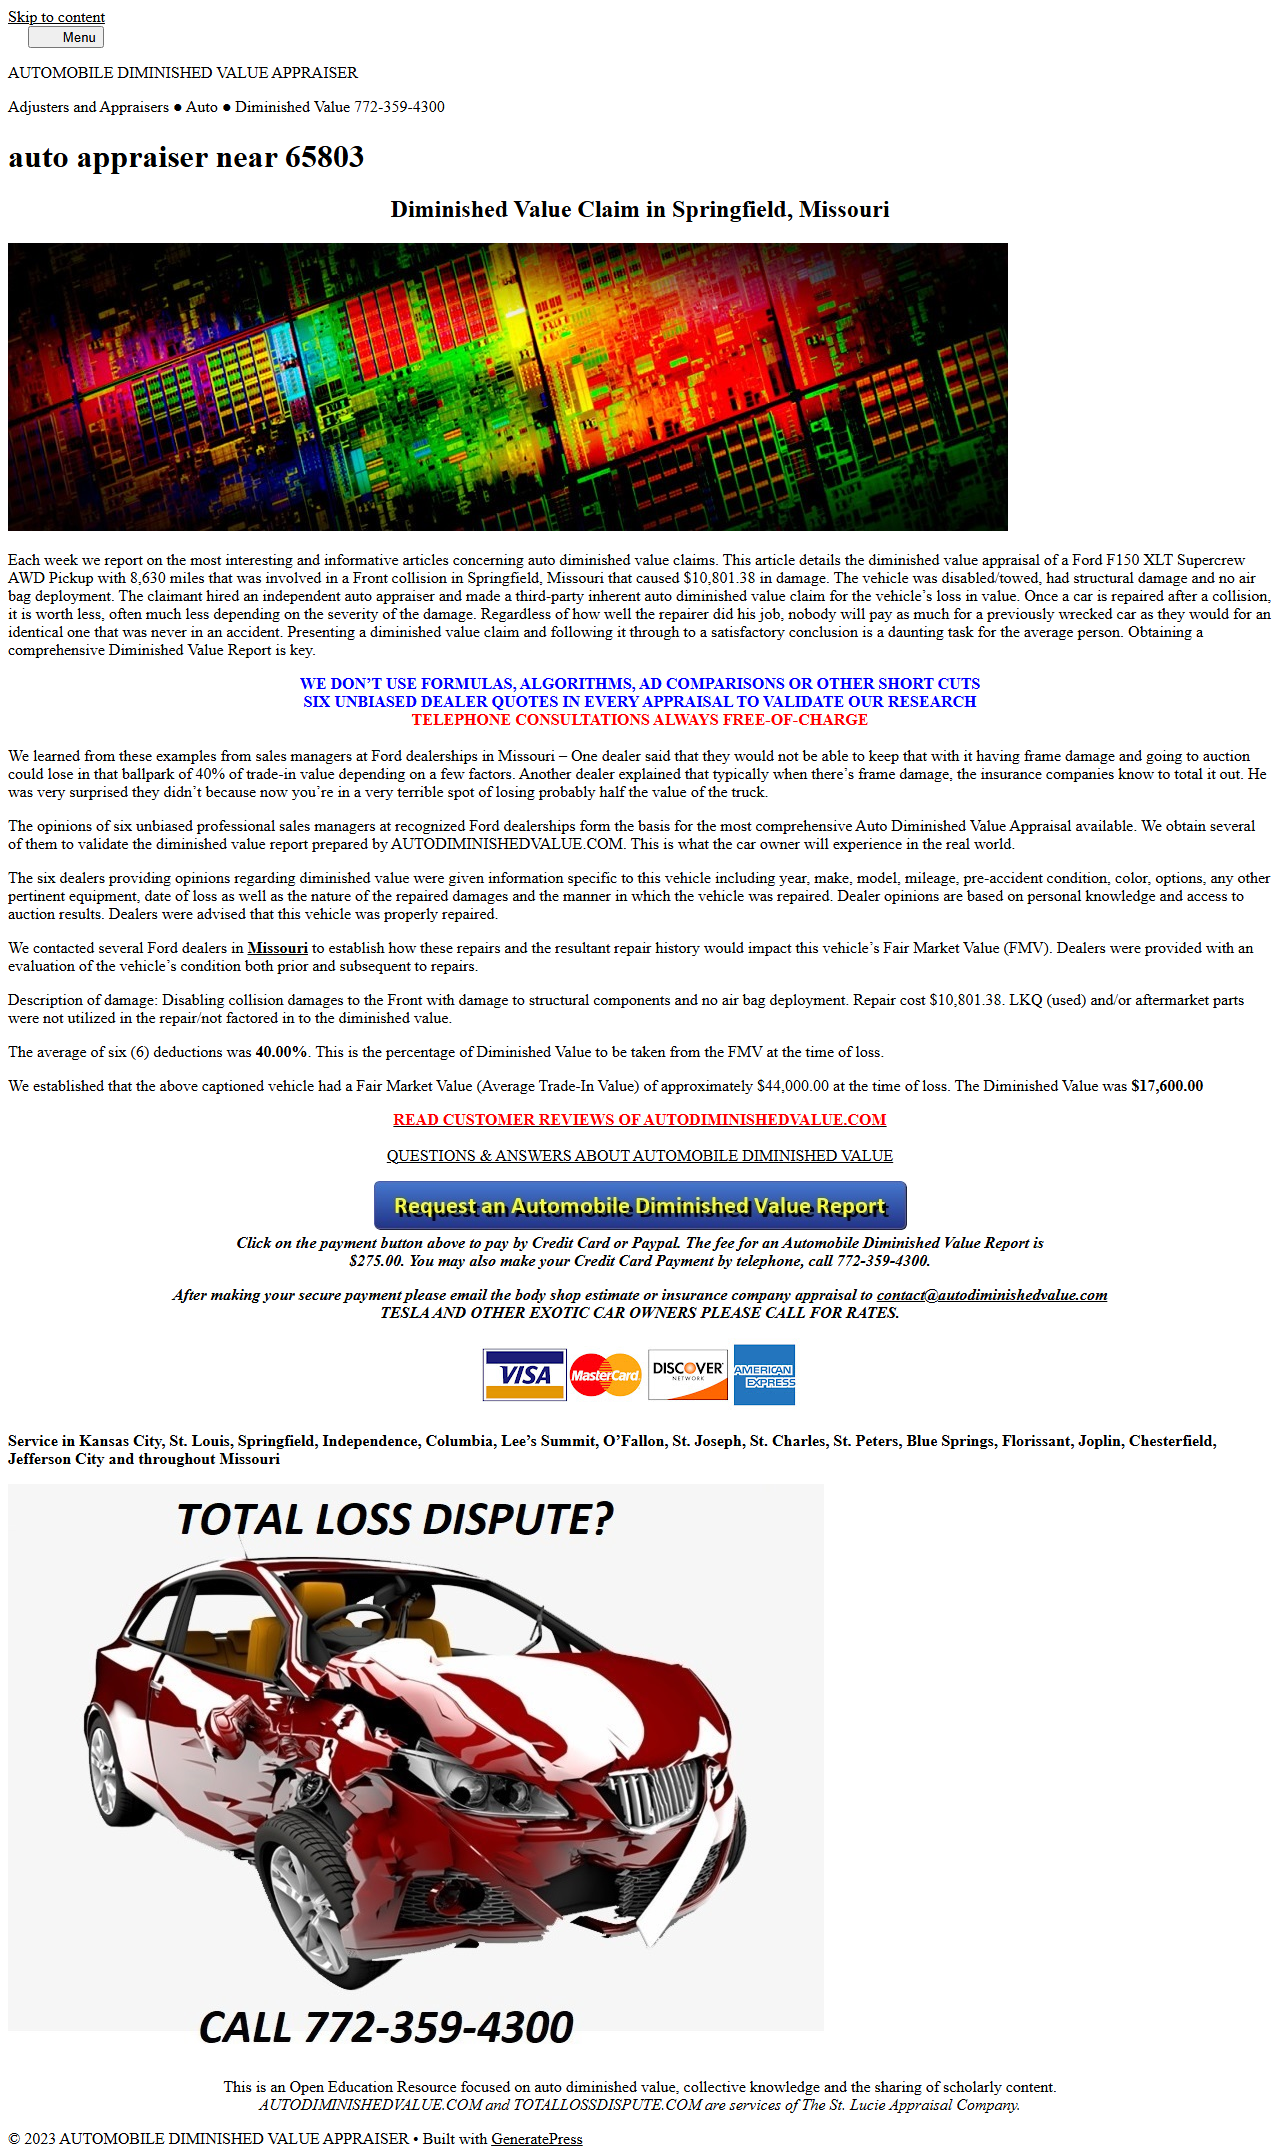 Skip to content
Menu
AUTOMOBILE DIMINISHED VALUE APPRAISER
Adjusters and Appraisers ● Auto ● Diminished Value 772-359-4300
auto appraiser near 65803
Diminished Value Claim in Springfield, Missouri
Each week we report on the most interesting and informative articles concerning auto diminished value claims. This article details the diminished value appraisal of a Ford F150 XLT Supercrew
AWD Pickup with 8,630 miles that was involved in a Front collision in Springfield, Missouri that caused $10,801.38 in damage. The vehicle was disabled/towed, had structural damage and no air
bag deployment. The claimant hired an independent auto appraiser and made a third-party inherent auto diminished value claim for the vehicle’s loss in value. Once a car is repaired after a collision,
it is worth less, often much less depending on the severity of the damage. Regardless of how well the repairer did his job, nobody will pay as much for a previously wrecked car as they would for an
identical one that was never in an accident. Presenting a diminished value claim and following it through to a satisfactory conclusion is a daunting task for the average person. Obtaining a
comprehensive Diminished Value Report is key.
WE DON’T USE FORMULAS, ALGORITHMS, AD COMPARISONS OR OTHER SHORT CUTS
SIX UNBIASED DEALER QUOTES IN EVERY APPRAISAL TO VALIDATE OUR RESEARCH
TELEPHONE CONSULTATIONS ALWAYS FREE-OF-CHARGE
We learned from these examples from sales managers at Ford dealerships in Missouri – One dealer said that they would not be able to keep that with it having frame damage and going to auction
could lose in that ballpark of 40% of trade-in value depending on a few factors. Another dealer explained that typically when there’s frame damage, the insurance companies know to total it out. He
was very surprised they didn’t because now you’re in a very terrible spot of losing probably half the value of the truck.
The opinions of six unbiased professional sales managers at recognized Ford dealerships form the basis for the most comprehensive Auto Diminished Value Appraisal available. We obtain several
of them to validate the diminished value report prepared by AUTODIMINISHEDVALUE.COM. This is what the car owner will experience in the real world.
The six dealers providing opinions regarding diminished value were given information specific to this vehicle including year, make, model, mileage, pre-accident condition, color, options, any other
pertinent equipment, date of loss as well as the nature of the repaired damages and the manner in which the vehicle was repaired. Dealer opinions are based on personal knowledge and access to
auction results. Dealers were advised that this vehicle was properly repaired.
We contacted several Ford dealers in Missouri to establish how these repairs and the resultant repair history would impact this vehicle’s Fair Market Value (FMV). Dealers were provided with an
evaluation of the vehicle’s condition both prior and subsequent to repairs.
Description of damage: Disabling collision damages to the Front with damage to structural components and no air bag deployment. Repair cost $10,801.38. LKQ (used) and/or aftermarket parts
were not utilized in the repair/not factored in to the diminished value.
The average of six (6) deductions was 40.00%. This is the percentage of Diminished Value to be taken from the FMV at the time of loss.
We established that the above captioned vehicle had a Fair Market Value (Average Trade-In Value) of approximately $44,000.00 at the time of loss. The Diminished Value was $17,600.00
READ CUSTOMER REVIEWS OF AUTODIMINISHEDVALUE.COM
QUESTIONS & ANSWERS ABOUT AUTOMOBILE DIMINISHED VALUE
Request an Automobile Diminished Value Report
Click on the payment button above to pay by Credit Card or Paypal. The fee for an Automobile Diminished Value Report is
$275.00. You may also make your Credit Card Payment by telephone, call 772-359-4300.
After making your secure payment please email the body shop estimate or insurance company appraisal to contact@autodiminishedvalue.com
TESLA AND OTHER EXOTIC CAR OWNERS PLEASE CALL FOR RATES.
VISA MasterCard DISCOVER NETWORK AMERICAN EXPRESS
Service in Kansas City, St. Louis, Springfield, Independence, Columbia, Lee’s Summit, O’Fallon, St. Joseph, St. Charles, St. Peters, Blue Springs, Florissant, Joplin, Chesterfield,
Jefferson City and throughout Missouri
TOTAL LOSS DISPUTE?
CALL 772-359-4300
This is an Open Education Resource focused on auto diminished value, collective knowledge and the sharing of scholarly content.
AUTODIMINISHEDVALUE.COM and TOTALLOSSDISPUTE.COM are services of The St. Lucie Appraisal Company.
© 2023 AUTOMOBILE DIMINISHED VALUE APPRAISER • Built with GeneratePress